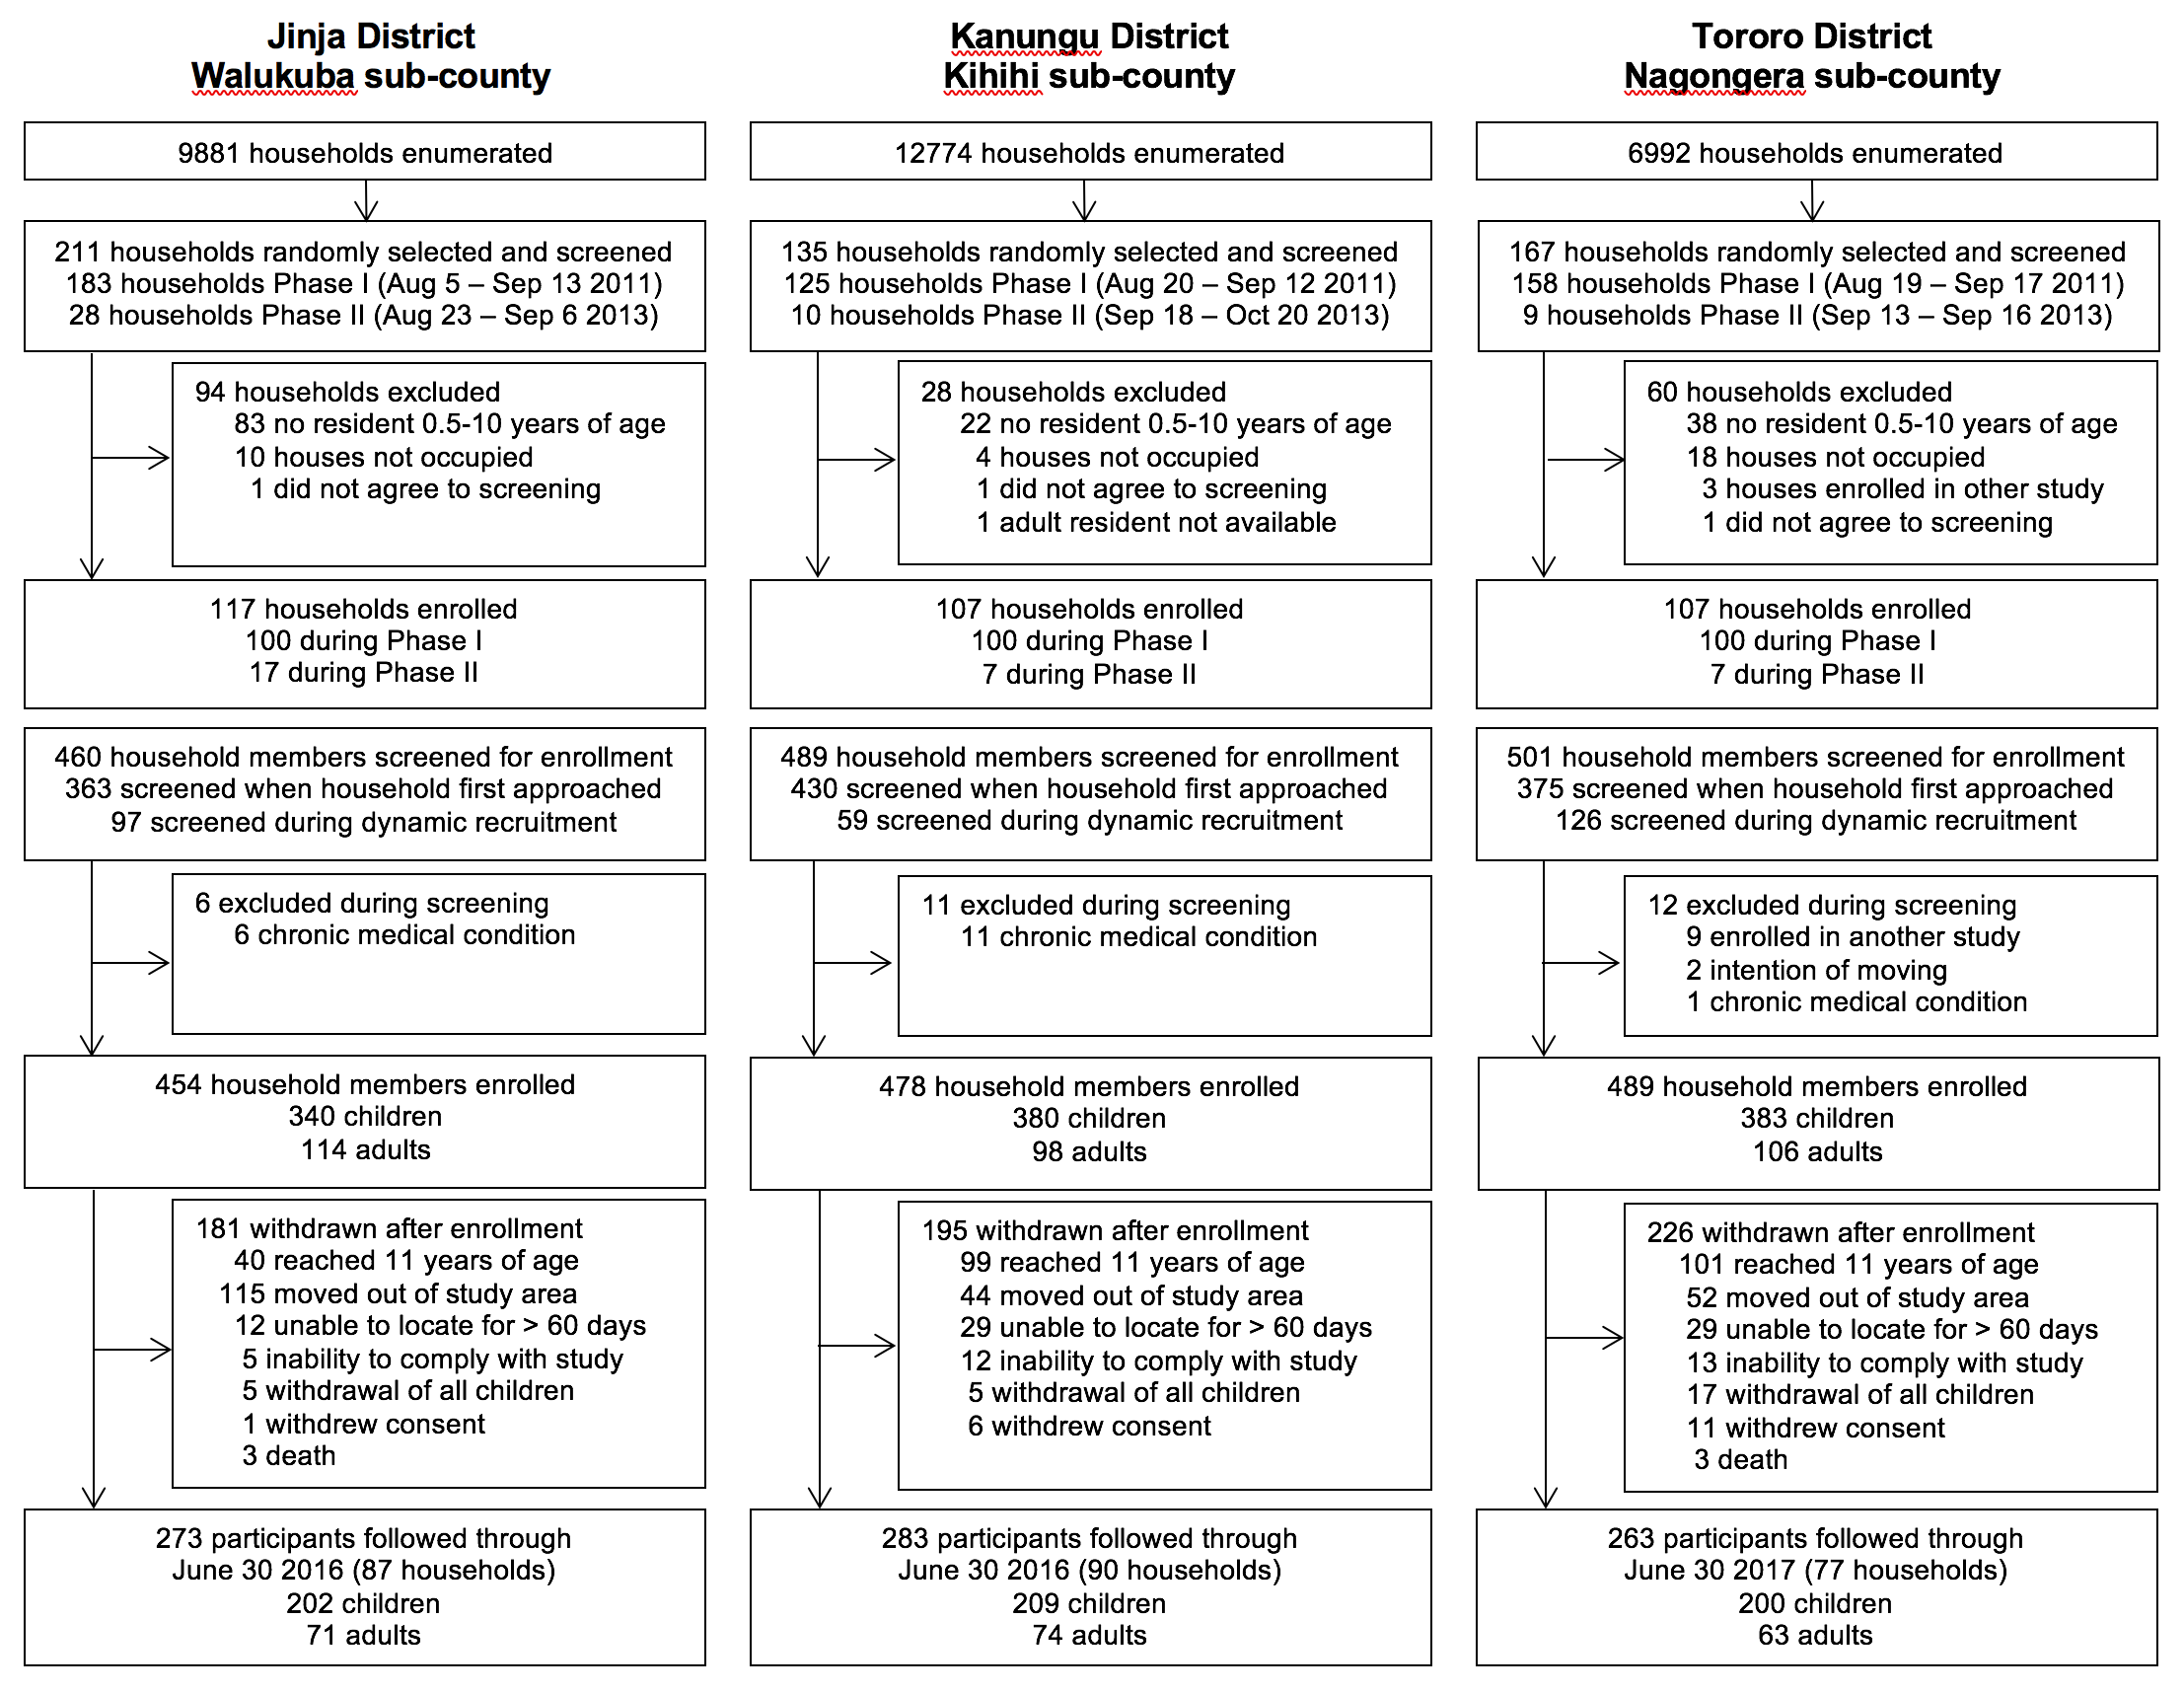 Jinja District
Walukuba sub-county
9881 households enumerated
211 households randomly selected and screened
183 households Phase I (Aug 5 – Sep 13 2011)
28 households Phase II (Aug 23 – Sep 6 2013)
94 households excluded
83 no resident 0.5-10 years of age
10 houses not occupied
1 did not agree to screening
117 households enrolled
100 during Phase I
17 during Phase II
460 household members screened for enrollment
363 screened when household first approached
97 screened during dynamic recruitment
6 excluded during screening
6 chronic medical condition
454 household members enrolled
340 children
114 adults
181 withdrawn after enrollment
40 reached 11 years of age
115 moved out of study area
12 unable to locate for > 60 days
5 inability to comply with study
5 withdrawal of all children
1 withdrew consent
3 death
273 participants followed through
June 30 2016 (87 households)
202 children
71 adults
Kanungu District
Kihihi sub-county
12774 households enumerated
135 households randomly selected and screened
125 households Phase I (Aug 20 – Sep 12 2011)
10 households Phase II (Sep 18 – Oct 20 2013)
28 households excluded
22 no resident 0.5-10 years of age
4 houses not occupied
1 did not agree to screening
1 adult resident not available
107 households enrolled
100 during Phase I
7 during Phase II
489 household members screened for enrollment
430 screened when household first approached
59 screened during dynamic recruitment
11 excluded during screening
11 chronic medical condition
478 household members enrolled
380 children
98 adults
195 withdrawn after enrollment
99 reached 11 years of age
44 moved out of study area
29 unable to locate for > 60 days
12 inability to comply with study
5 withdrawal of all children
6 withdrew consent
283 participants followed through
June 30 2016 (90 households)
209 children
74 adults
Tororo District
Nagongera sub-county
6992 households enumerated
167 households randomly selected and screened
158 households Phase I (Aug 19 – Sep 17 2011)
9 households Phase II (Sep 13 – Sep 16 2013)
60 households excluded
38 no resident 0.5-10 years of age
18 houses not occupied
3 houses enrolled in other study
1 did not agree to screening
107 households enrolled
100 during Phase I
7 during Phase II
501 household members screened for enrollment
375 screened when household first approached
126 screened during dynamic recruitment
12 excluded during screening
9 enrolled in another study
2 intention of moving
1 chronic medical condition
489 household members enrolled
383 children
106 adults
226 withdrawn after enrollment
101 reached 11 years of age
52 moved out of study area
29 unable to locate for > 60 days
13 inability to comply with study
17 withdrawal of all children
11 withdrew consent
3 death
263 participants followed through
June 30 2017 (77 households)
200 children
63 adults